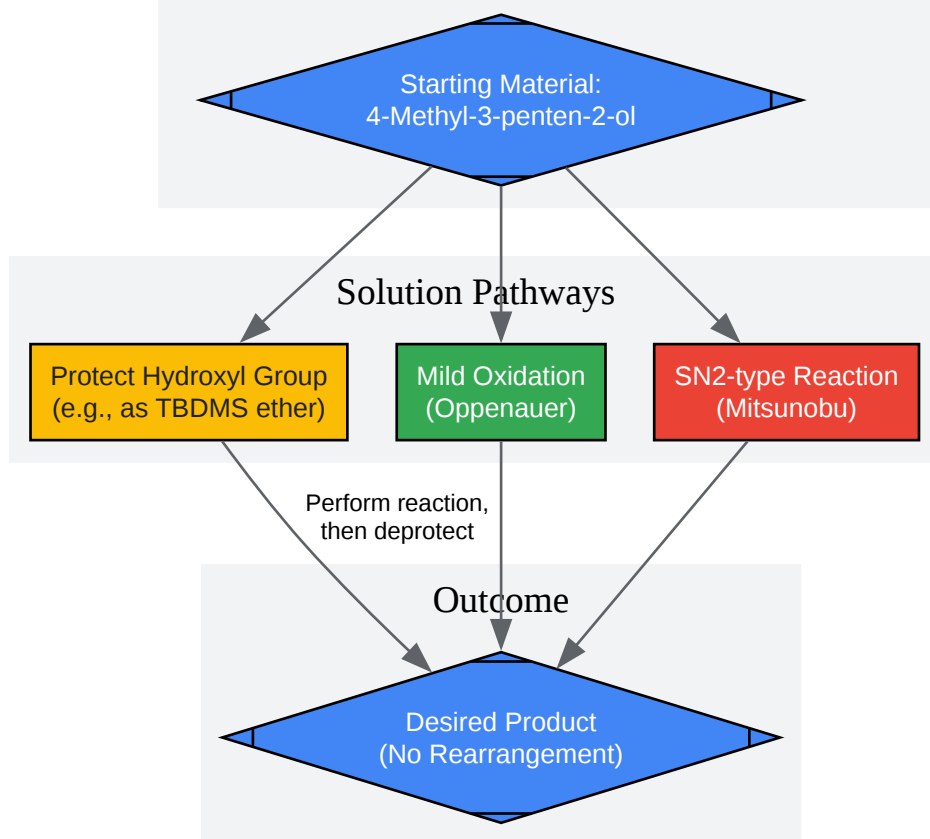 Starting Material:
4-Methyl-3-penten-2-ol
Solution Pathways
Protect Hydroxyl Group
(e.g., as TBDMS ether)
Mild Oxidation
(Oppenauer)
SN2-type Reaction
(Mitsunobu)
Perform reaction,
then deprotect
Outcome
Desired Product
(No Rearrangement)